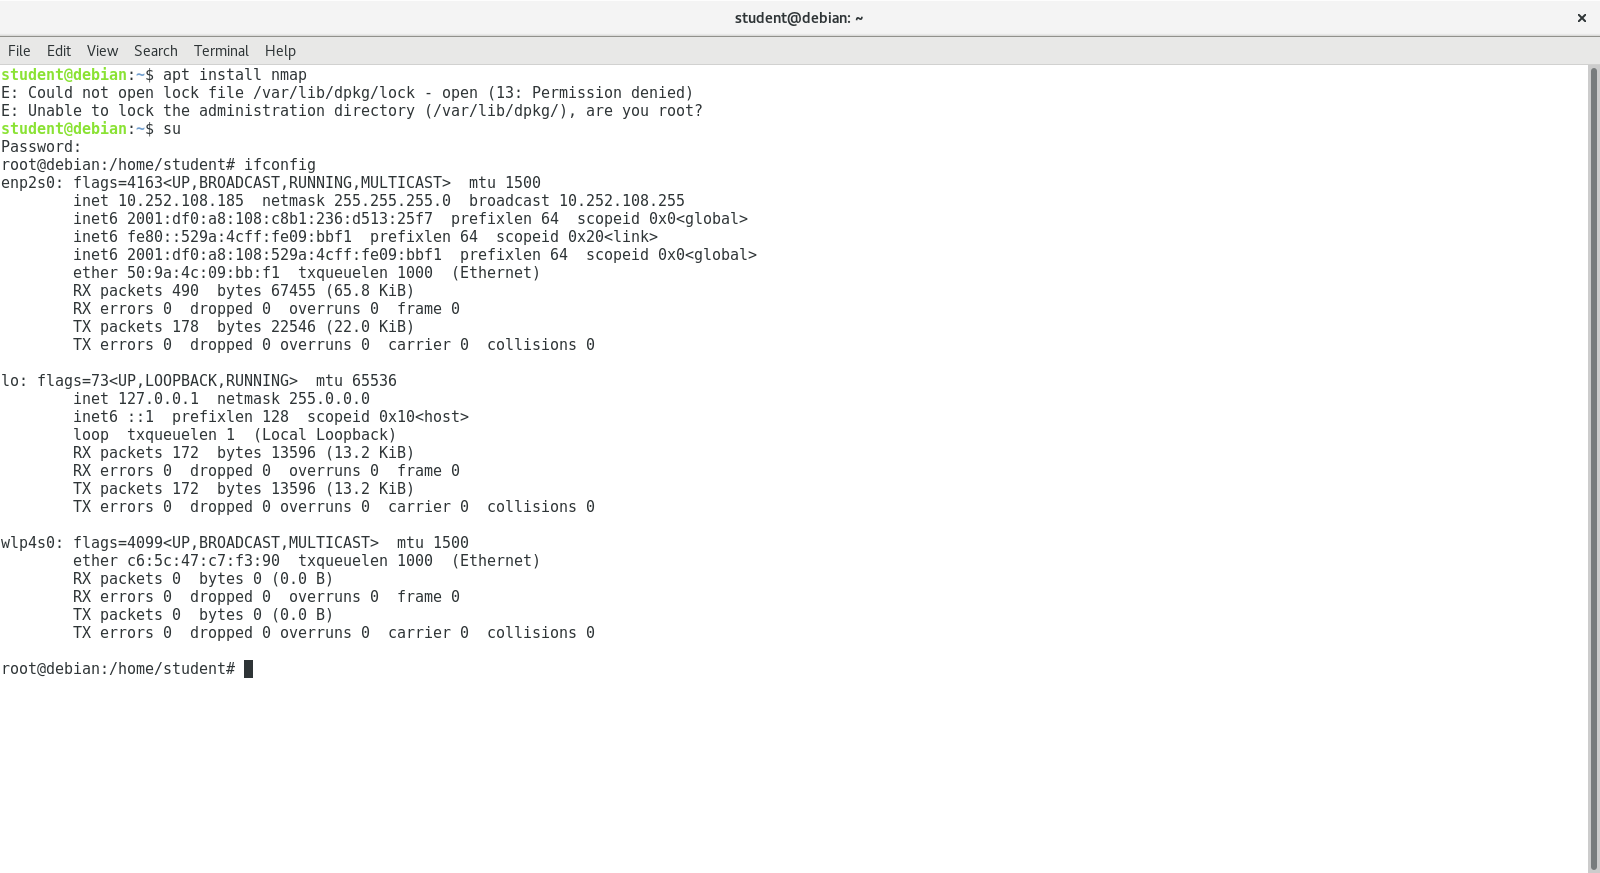 student@debian: ~
×
File Edit View Search Terminal Help
student@debian:~$ apt install nmap
E: Could not open lock file /var/lib/dpkg/lock - open (13: Permission denied)
E: Unable to lock the administration directory (/var/lib/dpkg/), are you root?
student@debian:~$ su
Password:
root@debian:/home/student# ifconfig
enp2s0: flags=4163<UP,BROADCAST,RUNNING,MULTICAST>  mtu 1500
        inet 10.252.108.185  netmask 255.255.255.0  broadcast 10.252.108.255
        inet6 2001:df0:a8:108:c8b1:236:d513:25f7  prefixlen 64  scopeid 0x0<global>
        inet6 fe80::529a:4cff:fe09:bbf1  prefixlen 64  scopeid 0x20<link>
        inet6 2001:df0:a8:108:529a:4cff:fe09:bbf1  prefixlen 64  scopeid 0x0<global>
        ether 50:9a:4c:09:bb:f1  txqueuelen 1000  (Ethernet)
        RX packets 490  bytes 67455 (65.8 KiB)
        RX errors 0  dropped 0  overruns 0  frame 0
        TX packets 178  bytes 22546 (22.0 KiB)
        TX errors 0  dropped 0 overruns 0  carrier 0  collisions 0

lo: flags=73<UP,LOOPBACK,RUNNING>  mtu 65536
        inet 127.0.0.1  netmask 255.0.0.0
        inet6 ::1  prefixlen 128  scopeid 0x10<host>
        loop  txqueuelen 1  (Local Loopback)
        RX packets 172  bytes 13596 (13.2 KiB)
        RX errors 0  dropped 0  overruns 0  frame 0
        TX packets 172  bytes 13596 (13.2 KiB)
        TX errors 0  dropped 0 overruns 0  carrier 0  collisions 0

wlp4s0: flags=4099<UP,BROADCAST,MULTICAST>  mtu 1500
        ether c6:5c:47:c7:f3:90  txqueuelen 1000  (Ethernet)
        RX packets 0  bytes 0 (0.0 B)
        RX errors 0  dropped 0  overruns 0  frame 0
        TX packets 0  bytes 0 (0.0 B)
        TX errors 0  dropped 0 overruns 0  carrier 0  collisions 0

root@debian:/home/student#